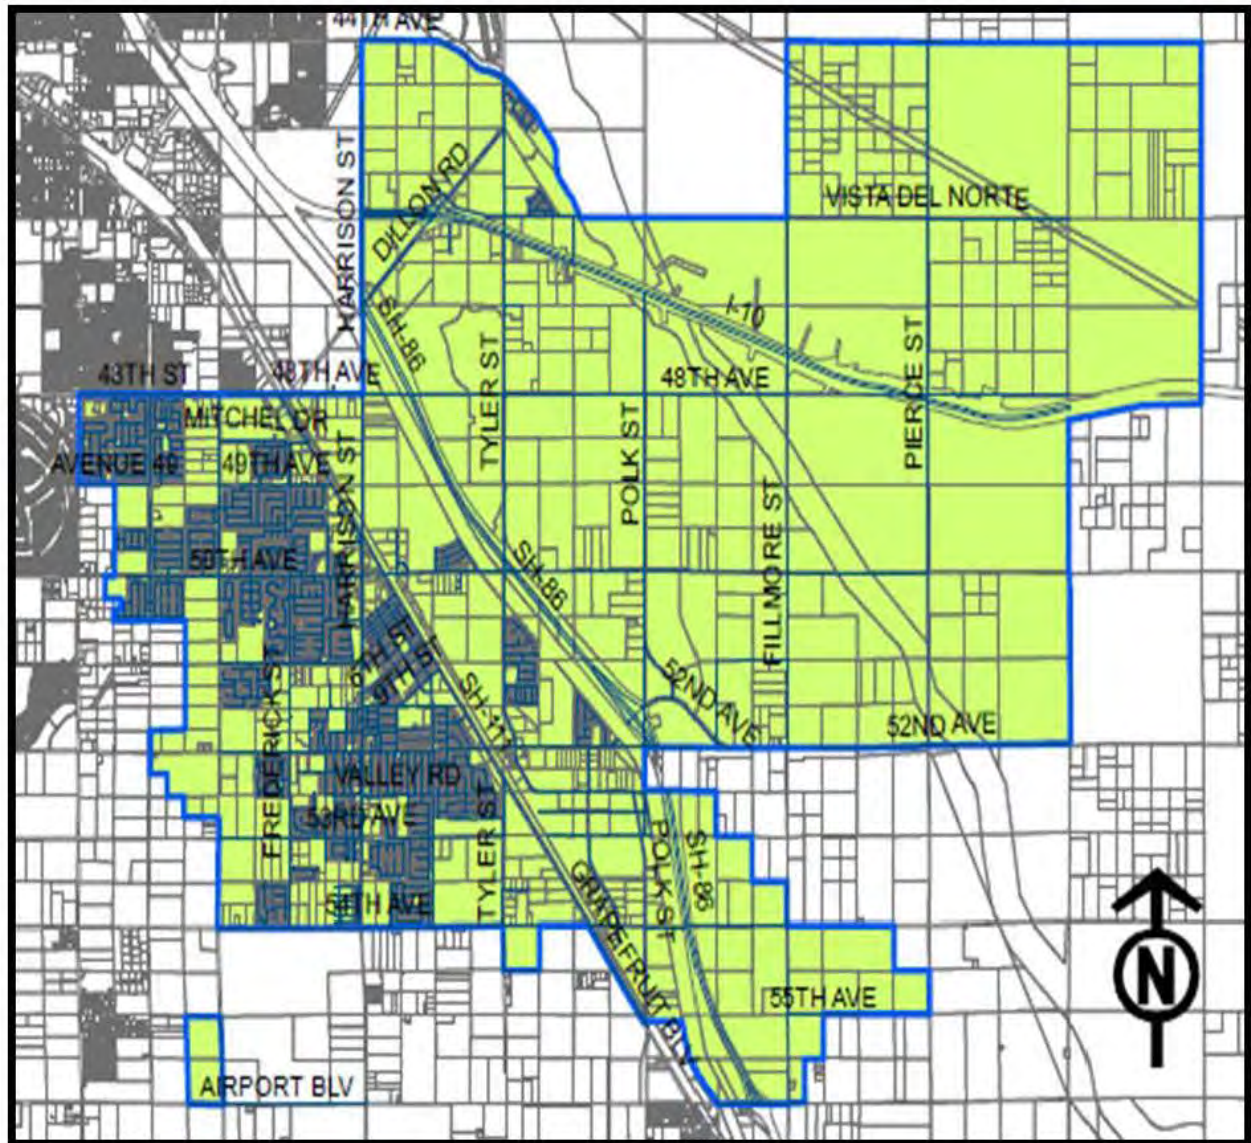 44TH AVE
HARRISON ST
DILLON RD
VISTA DEL NORTE
SH-86
I-10
TYLER ST
PIERCE ST
43TH ST
48TH AVE
48TH AVE
MITCHEL DR
POLK ST
AVENUE 49
49TH AVE
HARRISON ST
FILLMORE ST
50TH AVE
SH-86
6TH
9TH
52ND AVE
FREDERICK ST
SH-111
52ND AVE
VALLEY RD
53RD AVE
TYLER ST
POLK ST
SH-86
54TH AVE
GRAPEFRUIT BLV
55TH AVE
AIRPORT BLV
N